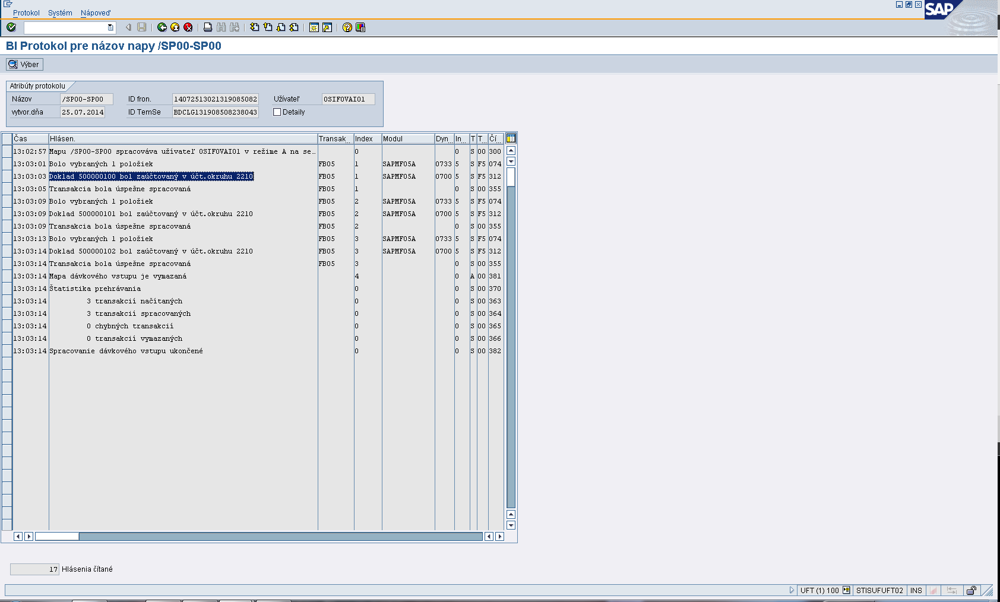 Protokol Systém Nápoveď
SAP
BI Protokol pre názov napy /SP00-SP00
Výber
Atribúty protokolu
Názov /SP00-SP00 ID fron. 14072513021319085082 Užívateľ OSIFOVAIO1
vytvor.dňa 25.07.2014 ID TemSe BDCLG131908508238043 Detaily
Čas Hlásen. Transak... Index Modul Dyn... In... T T... Čí...
13:02:57 Mapu /SP00-SP00 spracováva užívateľ OSIFOVAIO1 v režime A na se... 0 0 S 00 300
13:03:01 Bolo vybraných 1 položiek FB05 1 SAPMF05A 0733 5 S F5 074
13:03:03 Doklad 500000100 bol zaúčtovaný v účt.okruhu 2210 FB05 1 SAPMF05A 0700 5 S F5 312
13:03:05 Transakcia bola úspešne spracovaná FB05 1 0 S 00 355
13:03:09 Bolo vybraných 1 položiek FB05 2 SAPMF05A 0733 5 S F5 074
13:03:09 Doklad 500000101 bol zaúčtovaný v účt.okruhu 2210 FB05 2 SAPMF05A 0700 5 S F5 312
13:03:09 Transakcia bola úspešne spracovaná FB05 2 0 S 00 355
13:03:13 Bolo vybraných 1 položiek FB05 3 SAPMF05A 0733 5 S F5 074
13:03:14 Doklad 500000102 bol zaúčtovaný v účt.okruhu 2210 FB05 3 SAPMF05A 0700 5 S F5 312
13:03:14 Transakcia bola úspešne spracovaná FB05 3 0 S 00 355
13:03:14 Mapa dávkového vstupu je vymazaná 4 0 A 00 381
13:03:14 Štatistika prehrávania 0 0 S 00 370
13:03:14 3 transakcií načítaných 0 0 S 00 363
13:03:14 3 transakcií spracovaných 0 0 S 00 364
13:03:14 0 chybných transakcií 0 0 S 00 365
13:03:14 0 transakcií vymazaných 0 0 S 00 366
13:03:14 Spracovanie dávkového vstupu ukončené 0 0 S 00 382
17 Hlásenia čítané
UFT (1) 100 STISUFUFT02 INS